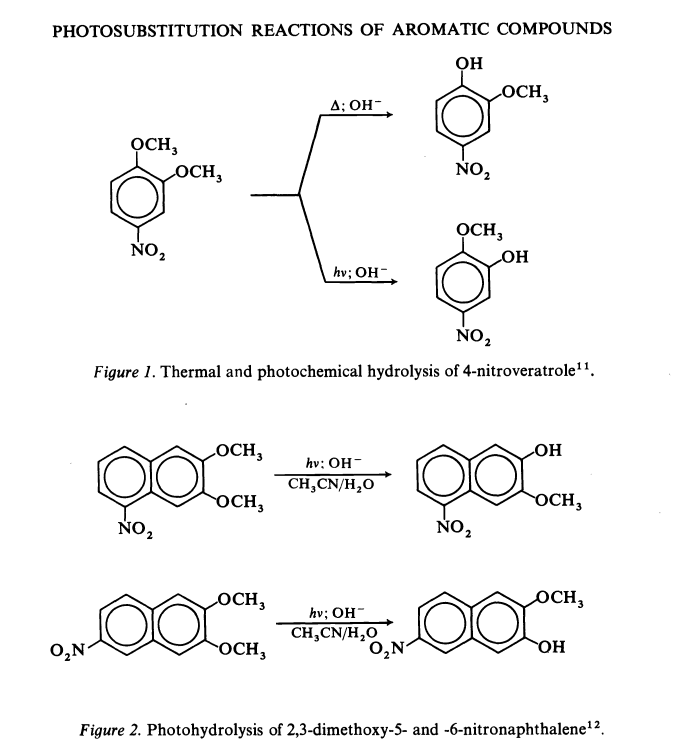 PHOTOSUBSTITUTION REACTIONS OF AROMATIC COMPOUNDS
OH
OCH₃
Δ; OH⁻
NO₂
OCH₃
OCH₃
NO₂
OCH₃
OH
hν; OH⁻
NO₂
Figure 1. Thermal and photochemical hydrolysis of 4-nitroveratrole¹¹.
OCH₃
OCH₃
NO₂
hν; OH⁻
CH₃CN/H₂O
OH
OCH₃
NO₂
OCH₃
OCH₃
O₂N
hν; OH⁻
CH₃CN/H₂O
OCH₃
OH
O₂N
Figure 2. Photohydrolysis of 2,3-dimethoxy-5- and -6-nitronaphthalene¹².